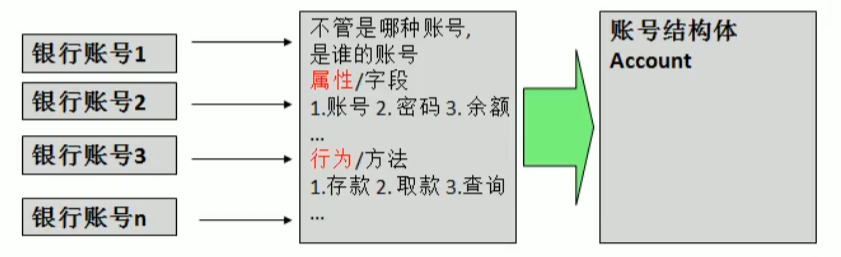 银行账号1
银行账号2
银行账号3
银行账号n
不管是哪种账号,
是谁的账号
属性/字段
1.账号 2. 密码 3. 余额
...
行为/方法
1.存款 2. 取款 3.查询
...
账号结构体
Account